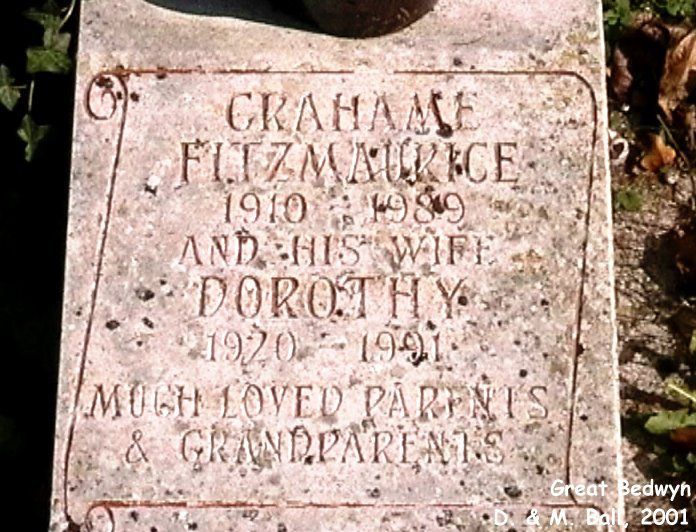 GRAHAME
FITZMAURICE
1910 - 1989
AND HIS WIFE
DOROTHY
1920 - 1991
MUCH LOVED PARENTS
& GRANDPARENTS
Great Bedwyn
D. & M. Ball, 2001